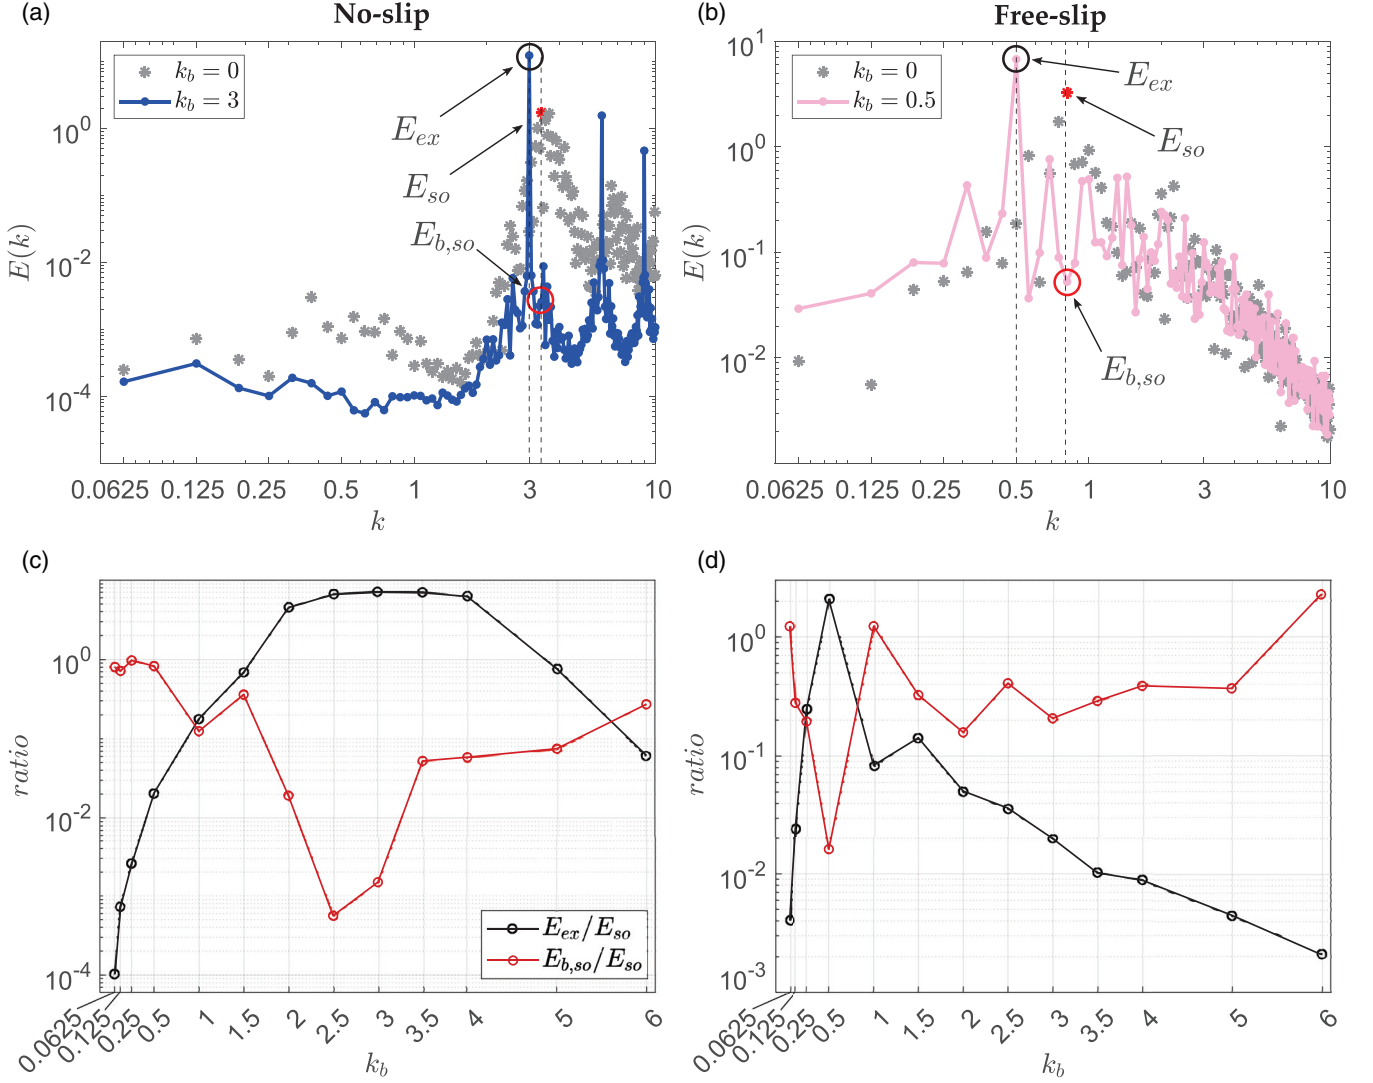 (a)
No-slip
(b)
Free-slip
k_b = 0
k_b = 3
E_ex
E_so
E_b,so
10^0
10^-2
10^-4
E(k)
0.0625
0.125
0.25
0.5
1
3
10
k
k_b = 0
k_b = 0.5
E_ex
E_so
E_b,so
10^1
10^0
10^-1
10^-2
E(k)
0.0625
0.125
0.25
0.5
1
3
10
k
(c)
10^0
10^-2
10^-4
ratio
E_ex/E_so
E_b,so/E_so
0.0625
0.125
0.25
0.5
1
1.5
2
2.5
3
3.5
4
5
6
k_b
(d)
10^0
10^-1
10^-2
10^-3
ratio
0.0625
0.125
0.25
0.5
1
1.5
2
2.5
3
3.5
4
5
6
k_b